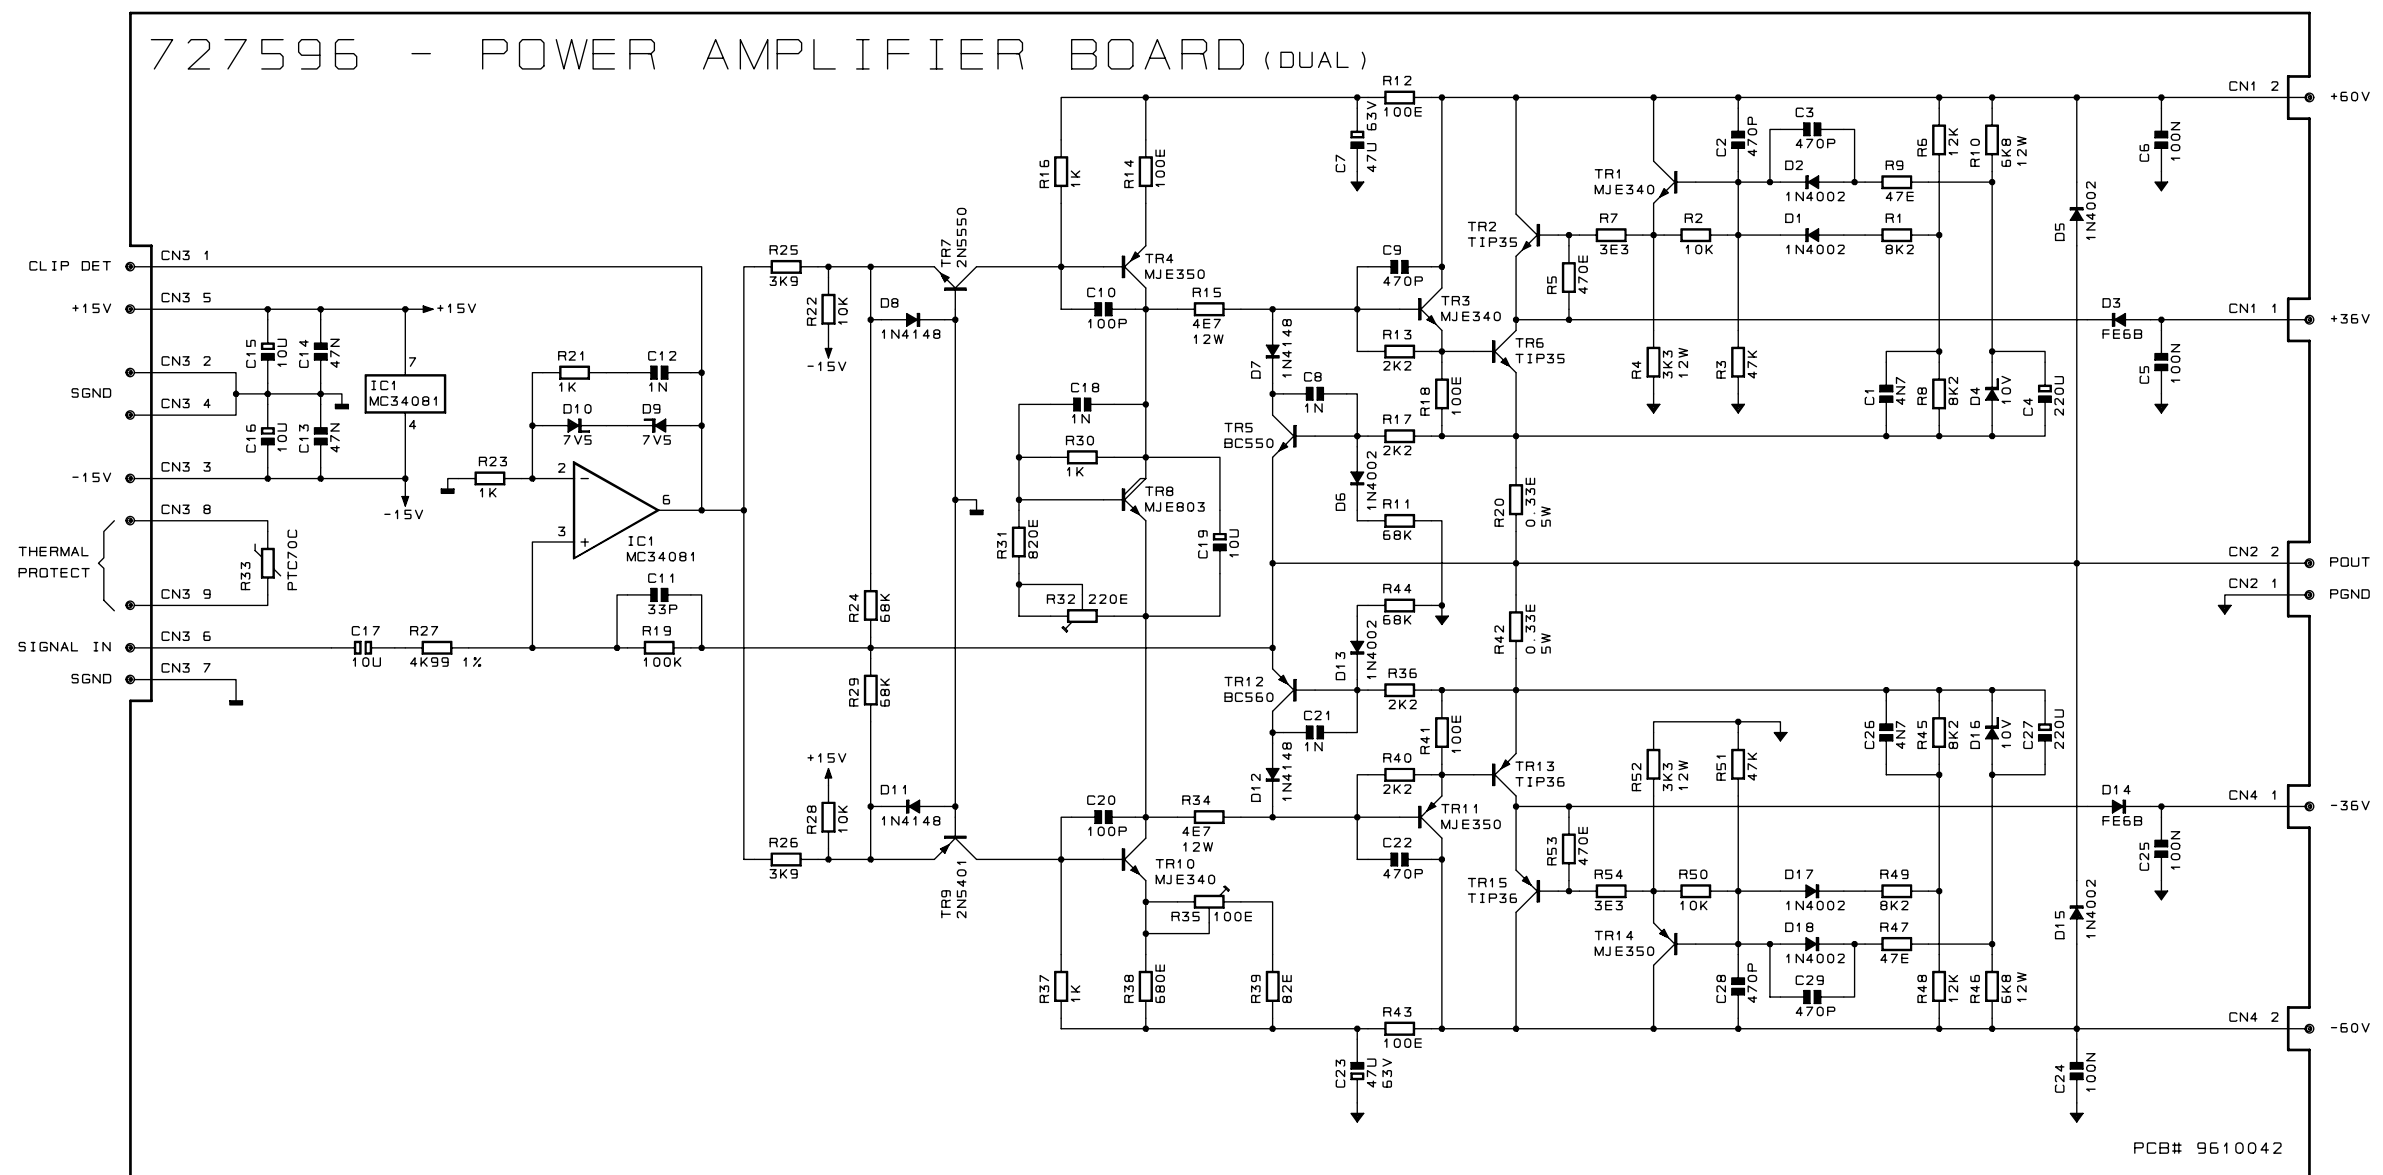 727596 - POWER AMPLIFIER BOARD (DUAL)
CLIP DET
CN3 1
+15V
CN3 5
+15V
CN3 2
SGND
CN3 4
-15V
CN3 3
-15V
CN3 8
THERMAL
PROTECT
CN3 9
SIGNAL IN
CN3 6
SGND
CN3 7
C15
10U
C14
47N
C16
10U
C13
47N
7
IC1
MC34081
4
R33
PTC70C
C17
10U
R27
4K99 1%
R23
1K
R21
1K
C12
1N
D10
7V5
D9
7V5
2
-
3
+
6
IC1
MC34081
C11
33P
R19
100K
R25
3K9
R22
10K
-15V
D8
1N4148
TR7
2N5550
R24
68K
R29
68K
+15V
R28
10K
R26
3K9
D11
1N4148
TR9
2N5401
R16
1K
R14
100E
TR4
MJE350
C10
100P
R15
4E7
12W
C18
1N
R30
1K
TR8
MJE803
R31
820E
C19
10U
R32 220E
C20
100P
R34
4E7
12W
TR10
MJE340
R35 100E
R37
1K
R38
680E
R39
82E
R12
100E
C7
47U 63V
C9
470P
TR3
MJE340
R13
2K2
D7
1N4148
C8
1N
R18
100E
TR5
BC550
R17
2K2
D6
1N4002
R11
68K
R44
68K
D13
1N4002
TR12
BC560
R36
2K2
C21
1N
R41
100E
D12
1N4148
R40
2K2
TR11
MJE350
C22
470P
R43
100E
C23
47U
63V
TR2
TIP35
R5
470E
TR6
TIP35
R20
0.33E
5W
R42
0.33E
5W
TR13
TIP36
R53
470E
TR15
TIP36
TR1
MJE340
R7
3E3
R2
10K
C2
470P
C3
470P
D2
1N4002
R9
47E
D1
1N4002
R1
8K2
R6
12K
R10
6K8
12W
R4
3K3
12W
R3
47K
C1
4N7
R8
8K2
D4
10V
C4
220U
D5
1N4002
D3
FE6B
C6
100N
C5
100N
CN1 2
+60V
CN1 1
+36V
CN2 2
POUT
CN2 1
PGND
R52
3K3
12W
R51
47K
C26
4N7
R45
8K2
D16
10V
C27
220U
R54
3E3
R50
10K
D17
1N4002
R49
8K2
TR14
MJE350
D18
1N4002
R47
47E
C28
470P
C29
470P
R48
12K
R46
6K8
12W
D15
1N4002
D14
FE6B
C25
100N
C24
100N
CN4 1
-36V
CN4 2
-60V
PCB# 9610042